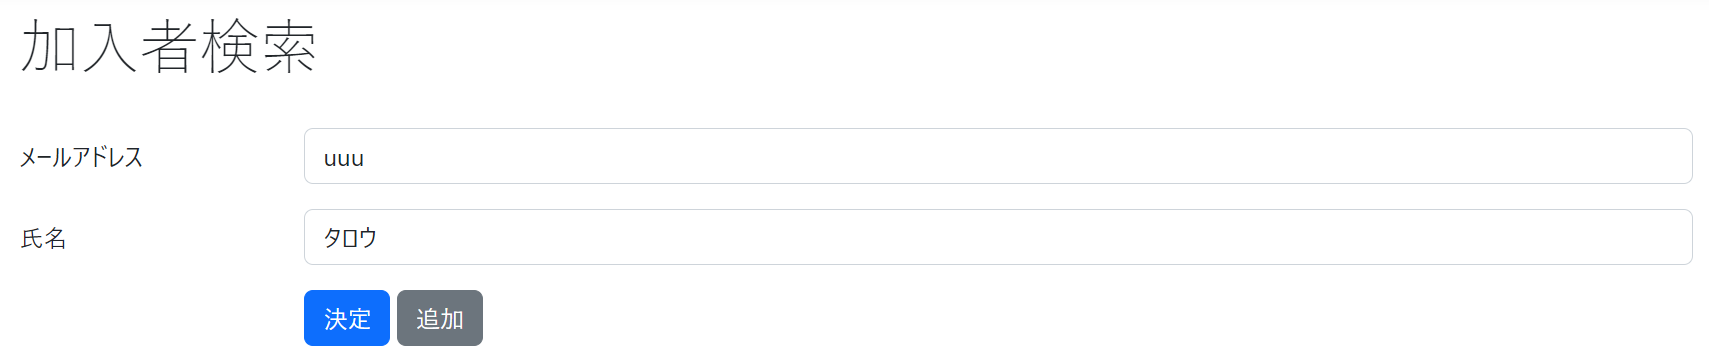 加入者検索
メールアドレス
uuu
氏名
タロウ
決定 追加